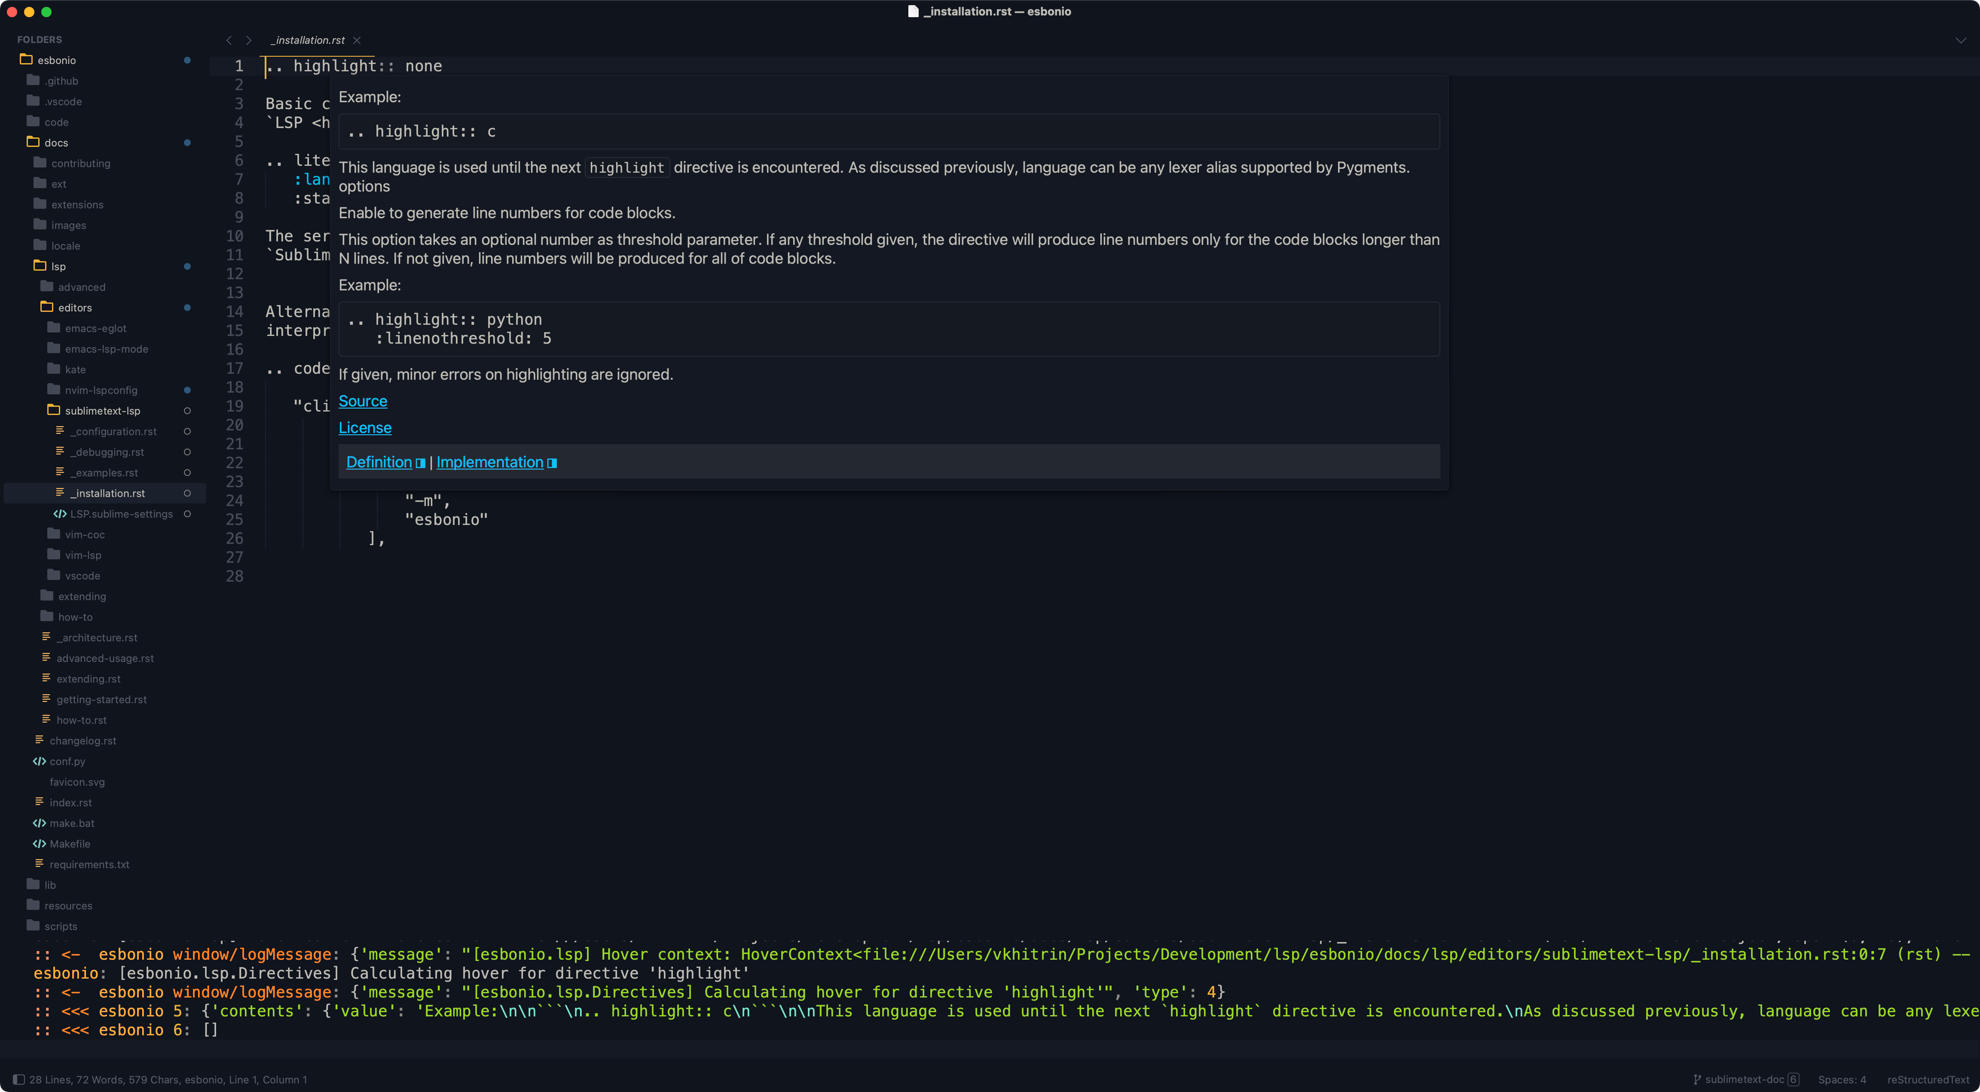 _installation.rst — esbonio
FOLDERS
esbonio
.github
.vscode
code
docs
contributing
ext
extensions
images
locale
lsp
advanced
editors
emacs-eglot
emacs-lsp-mode
kate
nvim-lspconfig
sublimetext-lsp
_configuration.rst
_debugging.rst
_examples.rst
_installation.rst
LSP.sublime-settings
vim-coc
vim-lsp
vscode
extending
how-to
_architecture.rst
advanced-usage.rst
extending.rst
getting-started.rst
how-to.rst
changelog.rst
conf.py
favicon.svg
index.rst
make.bat
Makefile
requirements.txt
lib
resources
scripts
_installation.rst
1 .. highlight:: none
2
3 Basic c
4 `LSP <h
5
6 .. lite
7 :lan
8 :sta
9
10 The ser
11 `Sublim
12
13
14 Alterna
15 interpr
16
17 .. code
18
19 "cli
20
21
22
23
24 "-m",
25 "esbonio"
26 ],
27
28
Example:
.. highlight:: c
This language is used until the next highlight directive is encountered. As discussed previously, language can be any lexer alias supported by Pygments.
options
Enable to generate line numbers for code blocks.
This option takes an optional number as threshold parameter. If any threshold given, the directive will produce line numbers only for the code blocks longer than
N lines. If not given, line numbers will be produced for all of code blocks.
Example:
.. highlight:: python
:linenothreshold: 5
If given, minor errors on highlighting are ignored.
Source
License
Definition | Implementation
:: <- esbonio window/logMessage: {'message': "[esbonio.lsp] Hover context: HoverContext<file:///Users/vkhitrin/Projects/Development/lsp/esbonio/docs/lsp/editors/sublimetext-lsp/_installation.rst:0:7 (rst) --
esbonio: [esbonio.lsp.Directives] Calculating hover for directive 'highlight'
:: <- esbonio window/logMessage: {'message': "[esbonio.lsp.Directives] Calculating hover for directive 'highlight'", 'type': 4}
:: <<< esbonio 5: {'contents': {'value': 'Example:\n\n```\n.. highlight:: c\n```\n\nThis language is used until the next `highlight` directive is encountered.\nAs discussed previously, language can be any lexe
:: <<< esbonio 6: []
28 Lines, 72 Words, 579 Chars, esbonio, Line 1, Column 1
sublimetext-doc 6
Spaces: 4
reStructuredText